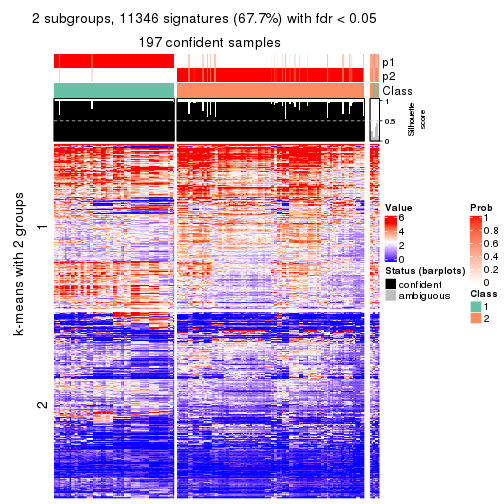 2 subgroups, 11346 signatures (67.7%) with fdr < 0.05
197 confident samples
p1
p2
Class
1
0.5
0
Silhouette
score
k-means with 2 groups
1
2
Value
6
4
2
0
Status (barplots)
confident
ambiguous
Prob
1
0.8
0.6
0.4
0.2
0
Class
1
2